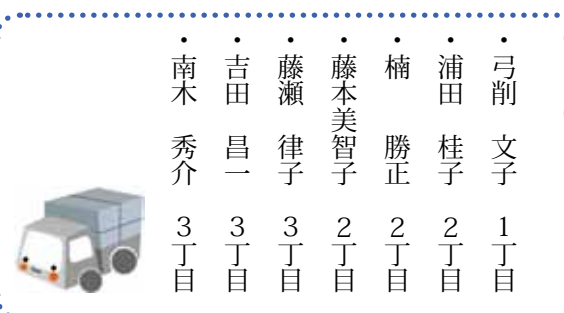 ・弓削　文子　1丁目
・浦田　桂子　2丁目
・楠　　勝正　2丁目
・藤本美智子　2丁目
・藤瀬　律子　3丁目
・吉田　昌一　3丁目
・南木　秀介　3丁目